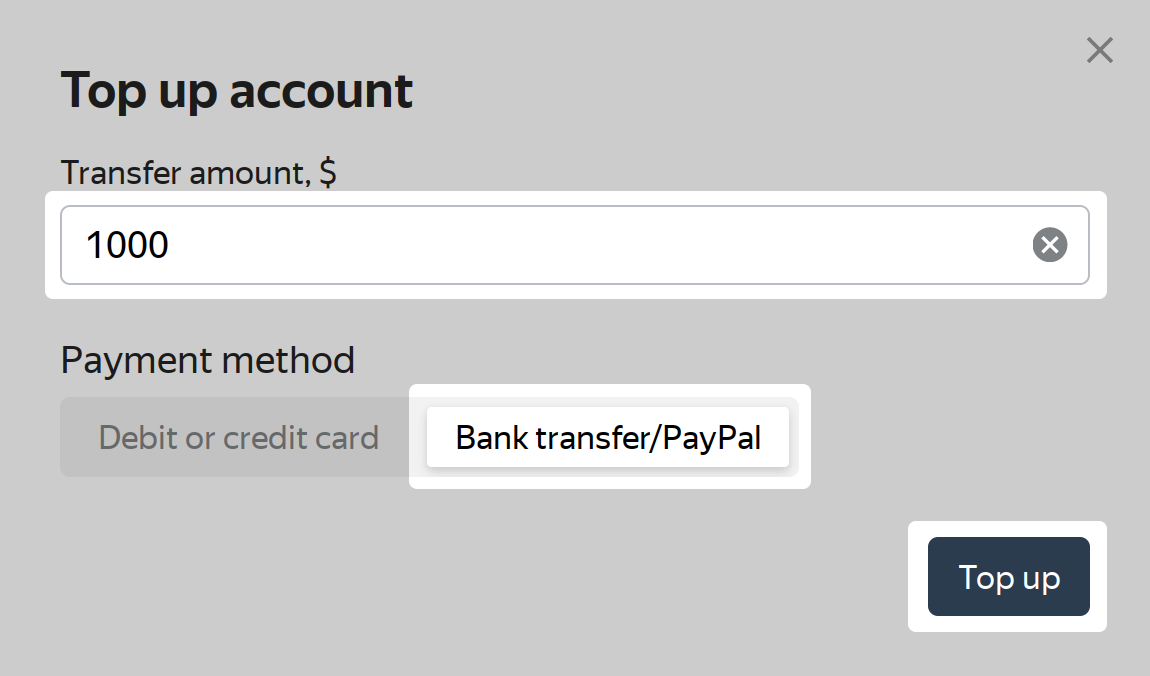 Top up account
Transfer amount, $
1000
Payment method
Debit or credit card Bank transfer/PayPal
Top up